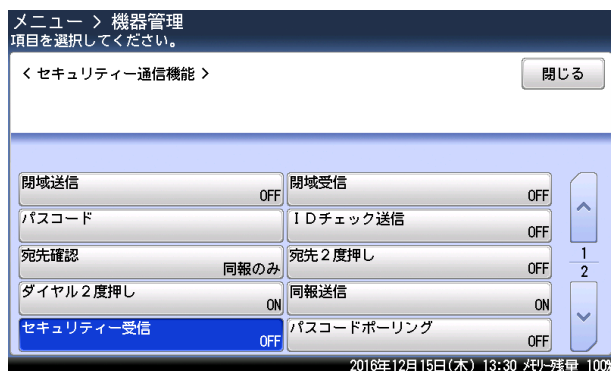 メニュー > 機器管理
項目を選択してください。
< セキュリティー通信機能 >
閉じる
閉域送信 OFF
閉域受信 OFF
パスコード
IDチェック送信 OFF
宛先確認 同報のみ
宛先2度押し OFF
1
2
ダイヤル2度押し ON
同報送信 ON
セキュリティー受信 OFF
パスコードポーリング OFF
2016年12月15日(木) 13:30 メモリー残量 100%